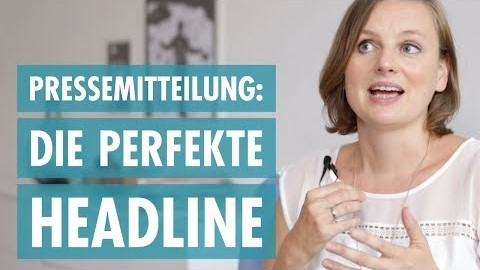 PRESSEMITTEILUNG:
DIE PERFEKTE
HEADLINE